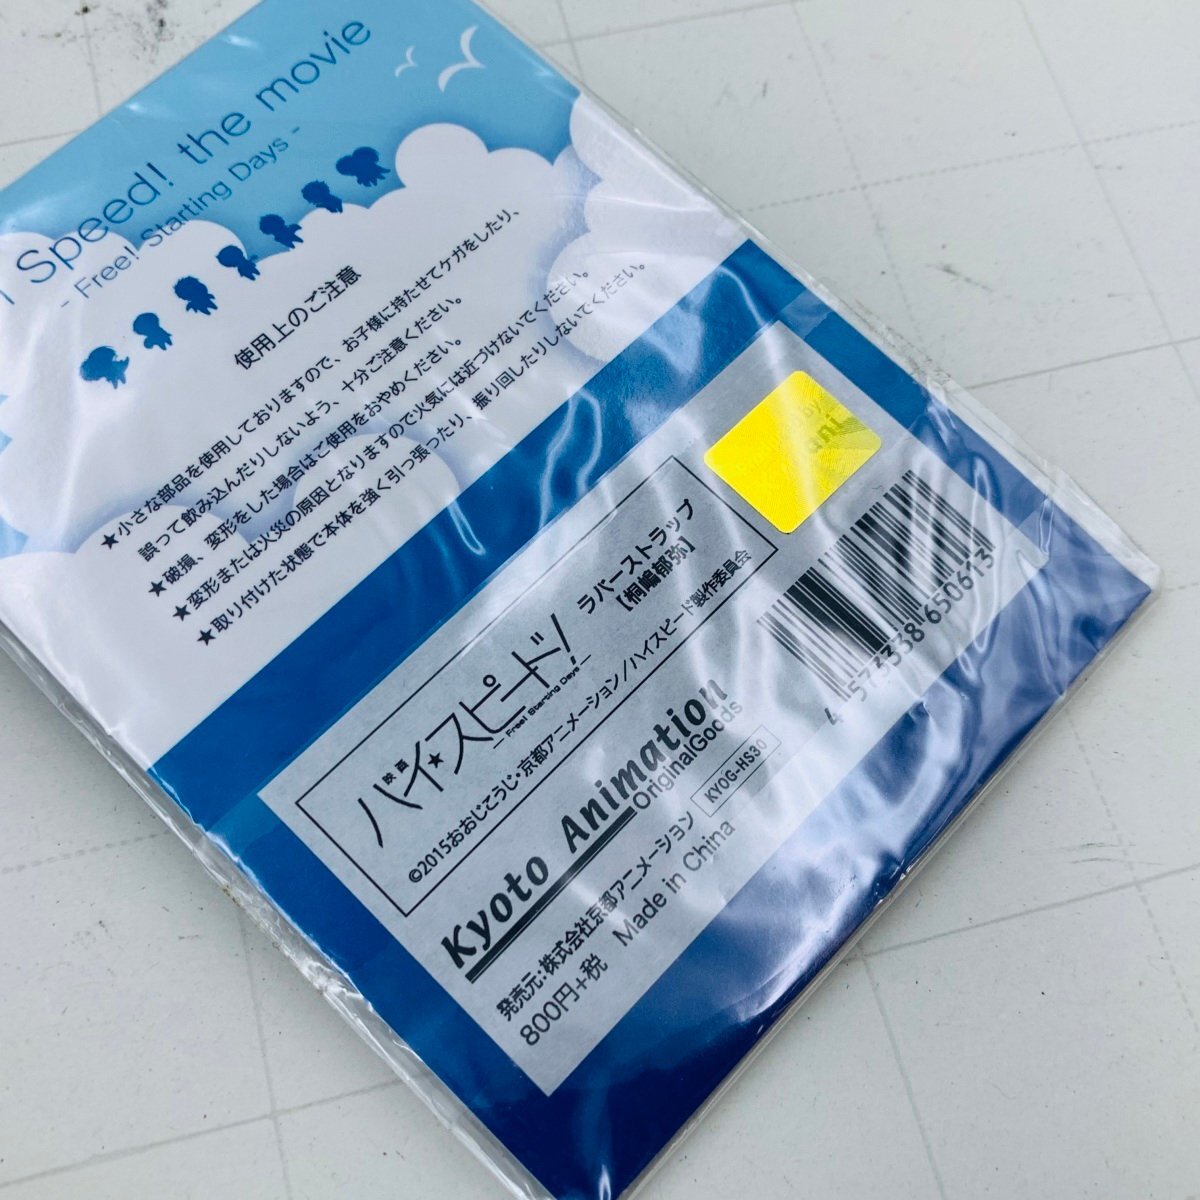 Speed! the movie
- Free! Starting Days -
使用上のご注意
★小さな部品を使用しておりますので、お子様に持たせてケガをしたり、
誤って飲み込んだりしないよう、十分ご注意ください。
★破損、変形をした場合はご使用をおやめください。
★変形または火災の原因となりますので火気には近づけないでください。
★取り付けた状態で本体を強く引っ張ったり、振り回したりしないでください。
映画
ハイ★スピード!
— Free! Starting Days —
ラバーストラップ
【桐嶋郁弥】
©2015おおじこうじ・京都アニメーション/ハイスピード製作委員会
Kyoto Animation
OriginalGoods
KYOG-HS30
発売元:株式会社京都アニメーション
800円+税 Made in China
4 573338 650613
by
ani